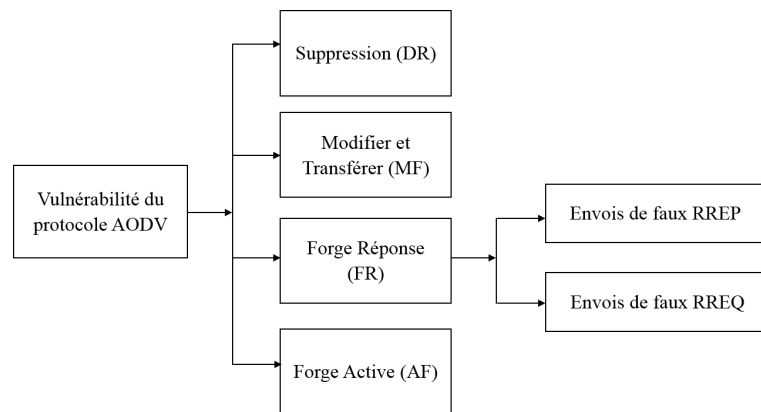 Suppression (DR)
Modifier et
Transférer (MF)
Vulnérabilité du
protocole AODV
Forge Réponse
(FR)
Envois de faux RREP
Envois de faux RREQ
Forge Active (AF)